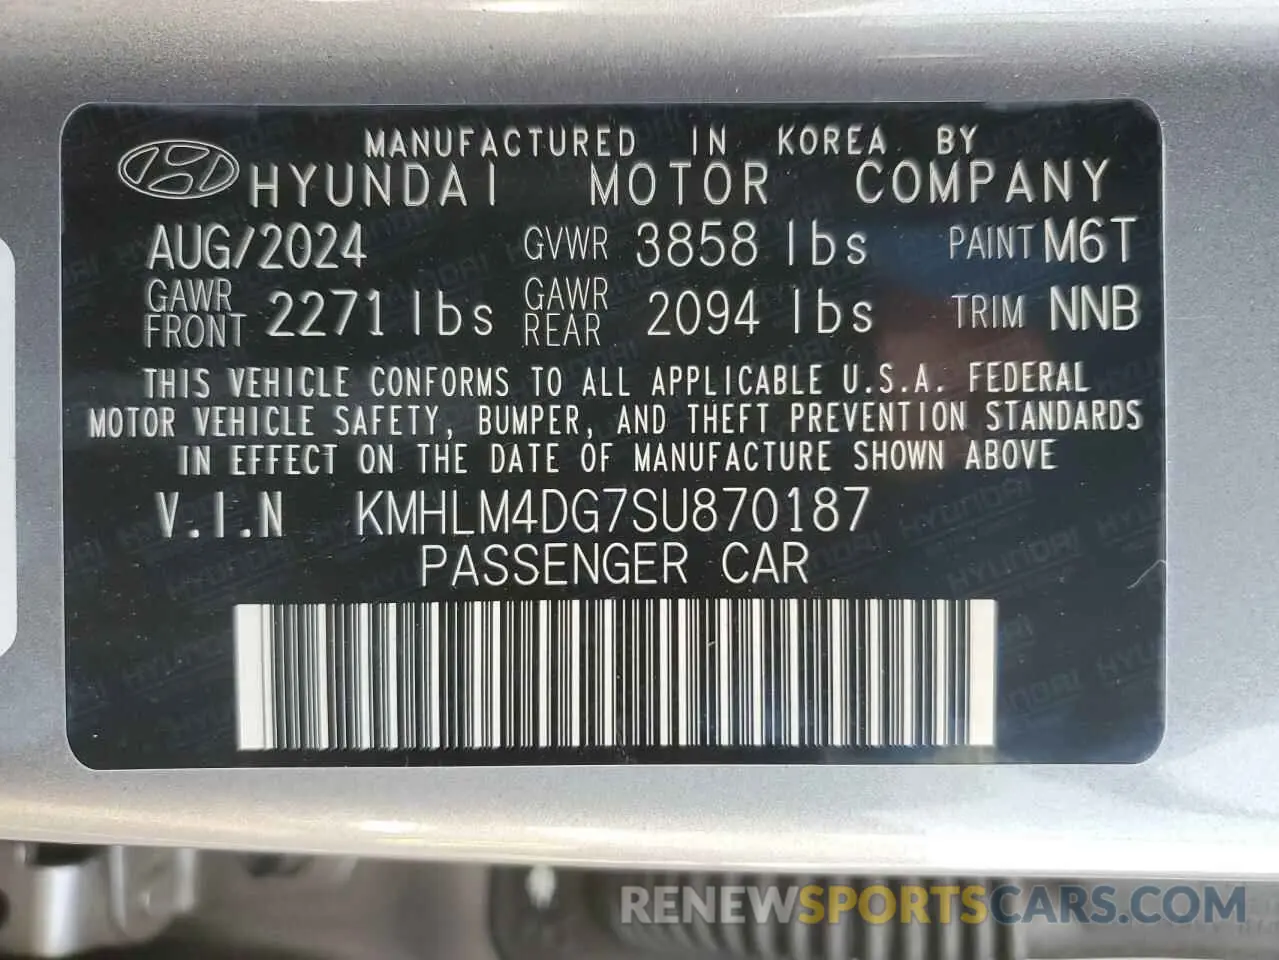 MANUFACTURED IN KOREA BY
HYUNDAI MOTOR COMPANY
AUG/2024 GVWR 3858 lbs PAINT M6T
GAWR FRONT 2271 lbs GAWR REAR 2094 lbs TRIM NNB
THIS VEHICLE CONFORMS TO ALL APPLICABLE U.S.A. FEDERAL
MOTOR VEHICLE SAFETY, BUMPER, AND THEFT PREVENTION STANDARDS
IN EFFECT ON THE DATE OF MANUFACTURE SHOWN ABOVE
V.I.N KMHLM4DG7SU870187
PASSENGER CAR
RENEWSPORTSCARS.COM